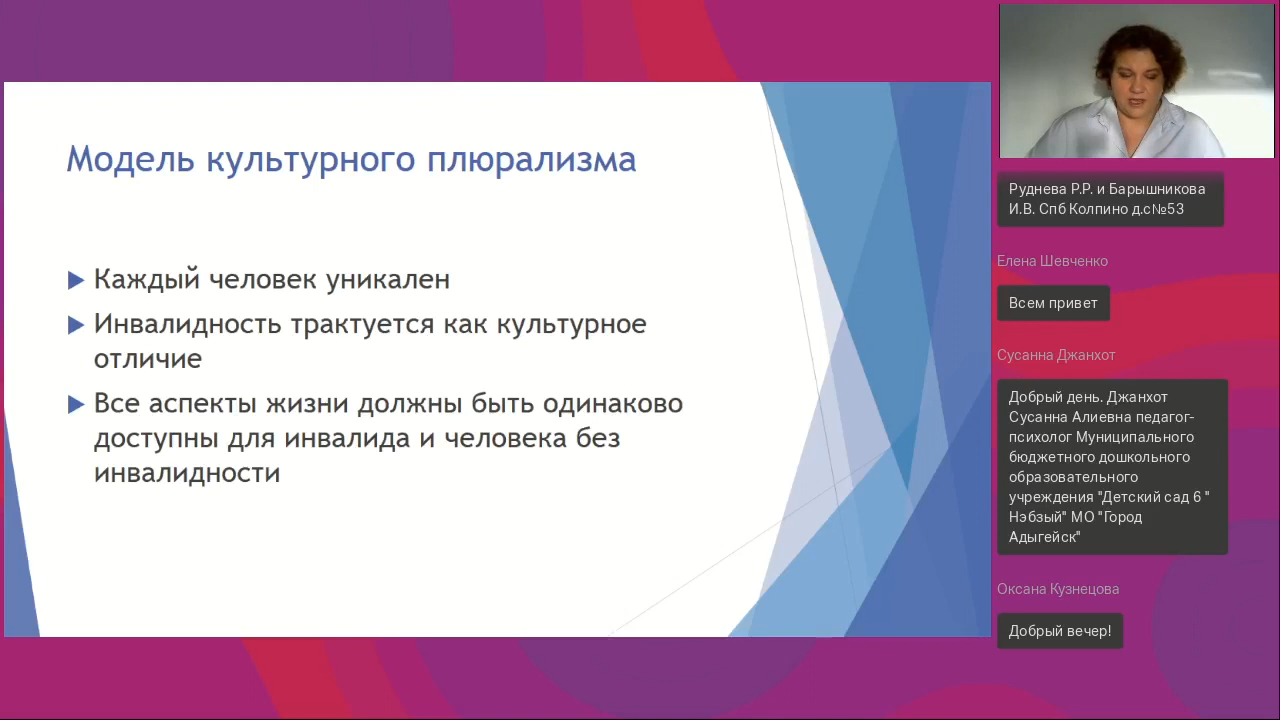 Модель культурного плюрализма
Каждый человек уникален
Инвалидность трактуется как культурное
отличие
Все аспекты жизни должны быть одинаково
доступны для инвалида и человека без
инвалидности
Руднева Р.Р. и Барышникова
И.В. Спб Колпино д.с№53
Елена Шевченко
Всем привет
Сусанна Джанхот
Добрый день. Джанхот
Сусанна Алиевна педагог-
психолог Муниципального
бюджетного дошкольного
образовательного
учреждения "Детский сад 6 "
Нэбзый" МО "Город
Адыгейск"
Оксана Кузнецова
Добрый вечер!